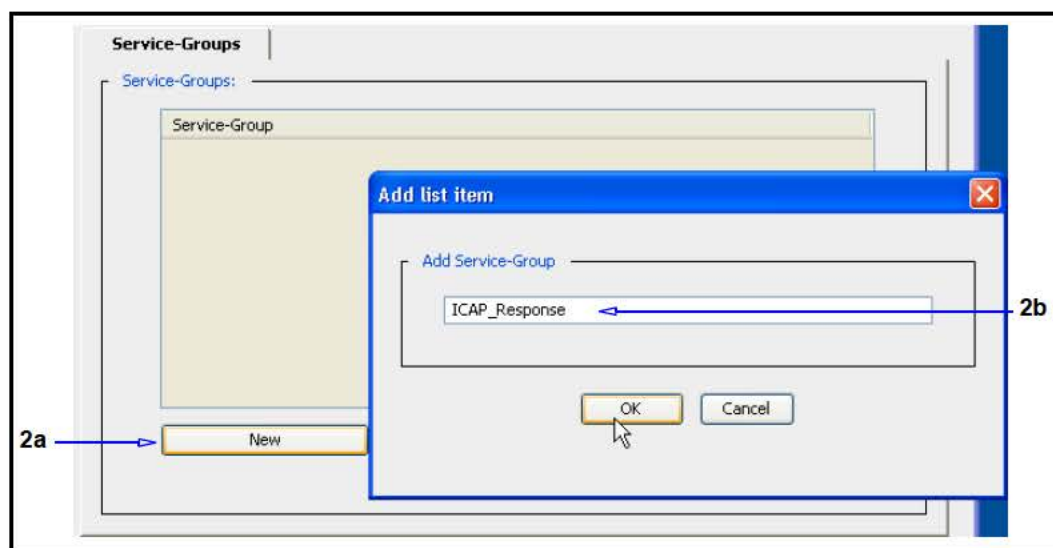 Service-Groups
Service-Groups:
Service-Group
Add list item
Add Service-Group
ICAP_Response
2b
OK
Cancel
2a
New